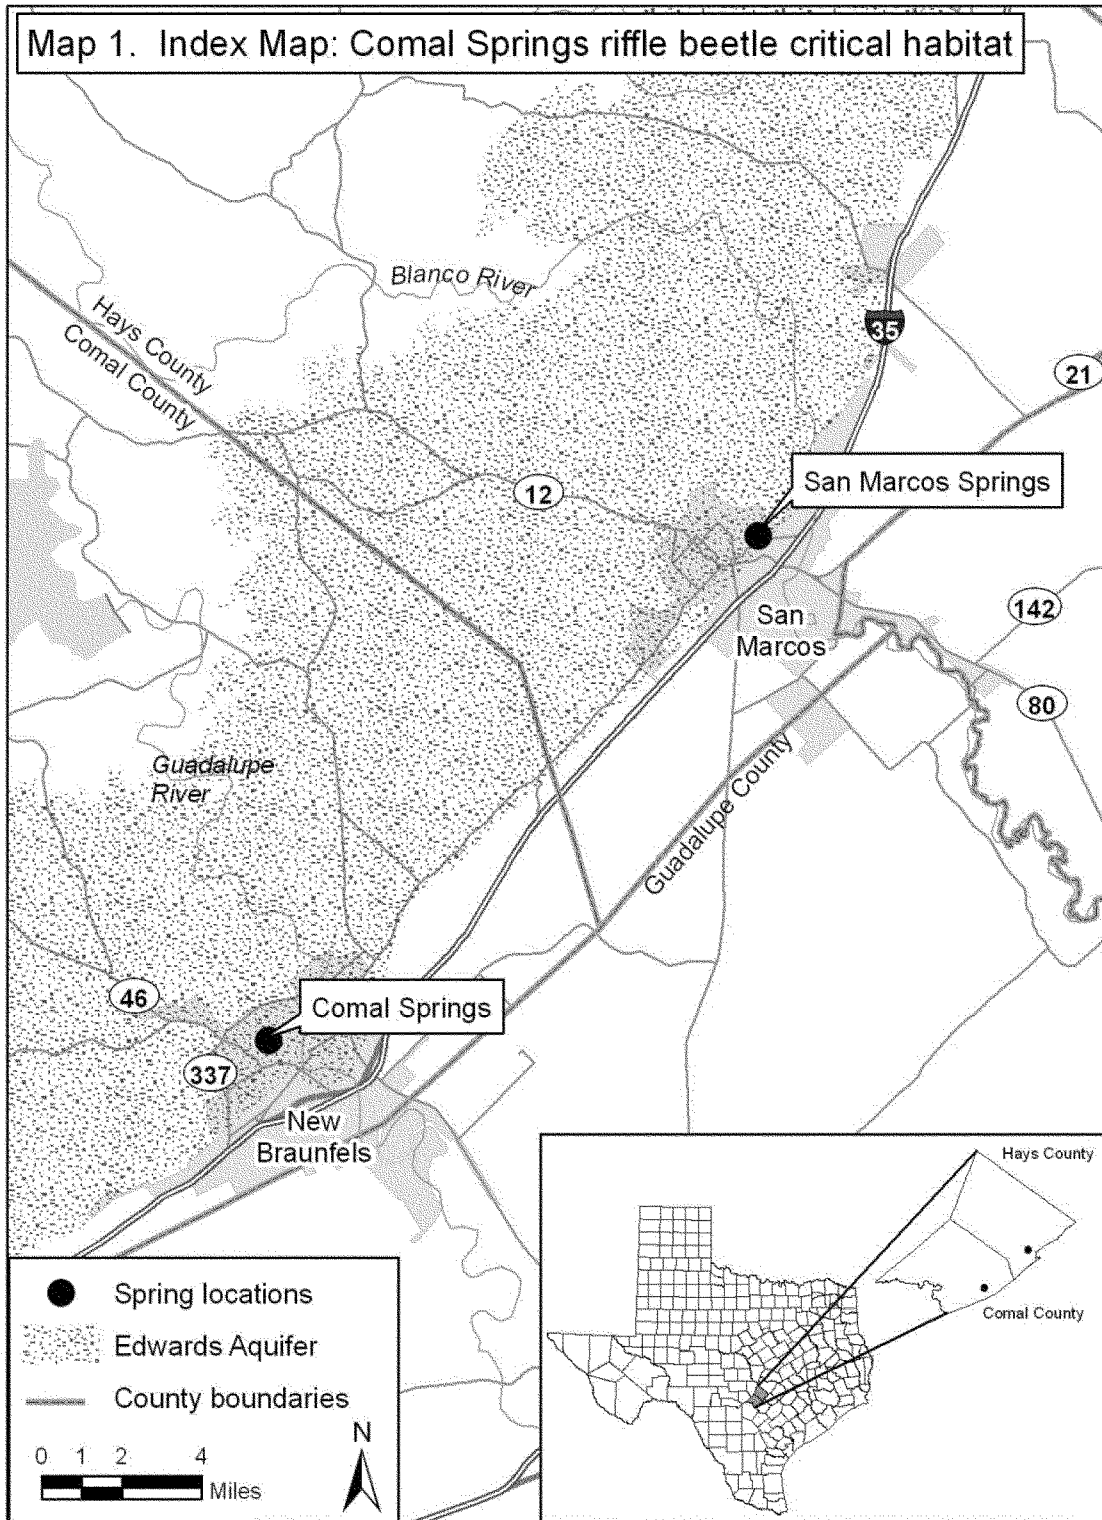 Map 1. Index Map: Comal Springs riffle beetle critical habitat
Blanco River
Hays County
Comal County
35
21
12
San Marcos Springs
San
Marcos
142
80
Guadalupe
River
Guadalupe County
46
Comal Springs
337
New
Braunfels
Spring locations
Edwards Aquifer
County boundaries
N
0 1 2 4
Miles
Hays County
Comal County